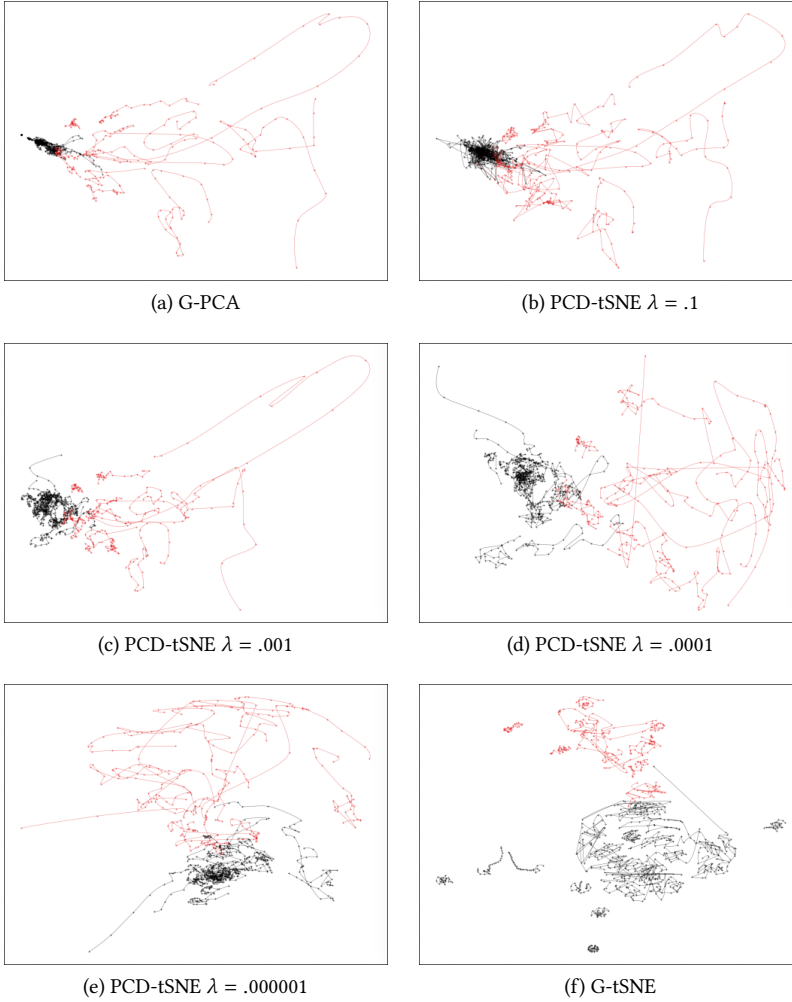 (a) G-PCA
(b) PCD-tSNE λ = .1
(c) PCD-tSNE λ = .001
(d) PCD-tSNE λ = .0001
(e) PCD-tSNE λ = .000001
(f) G-tSNE